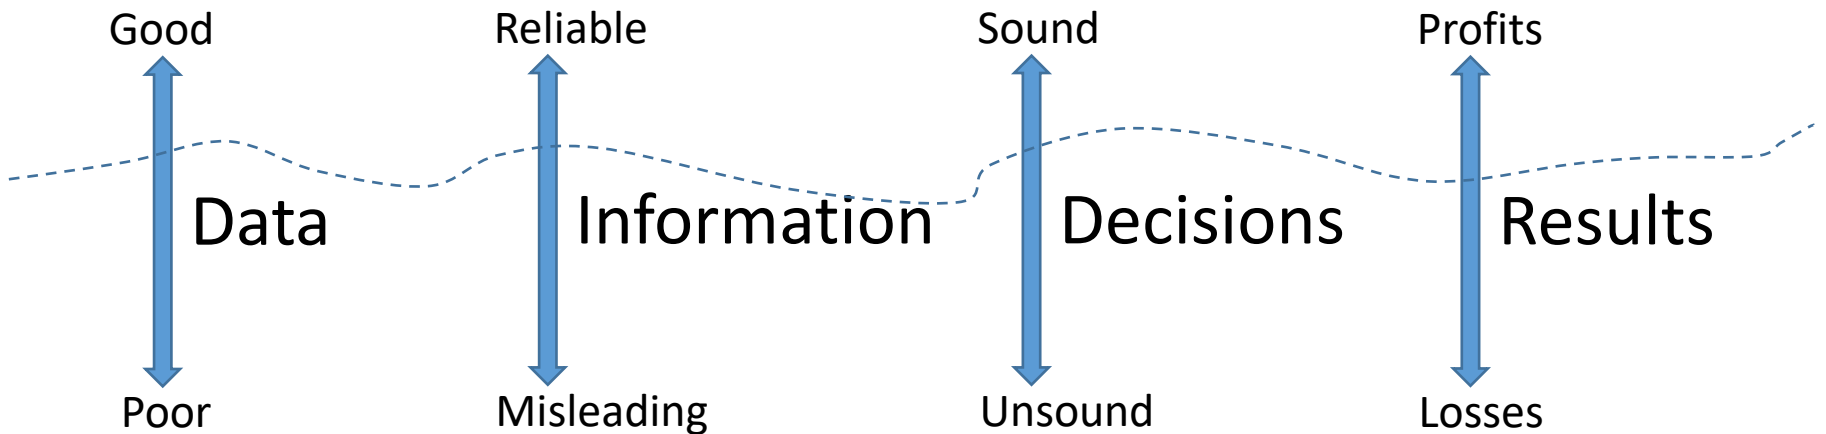 Good
Reliable
Sound
Profits
Data
Information
Decisions
Results
Poor
Misleading
Unsound
Losses